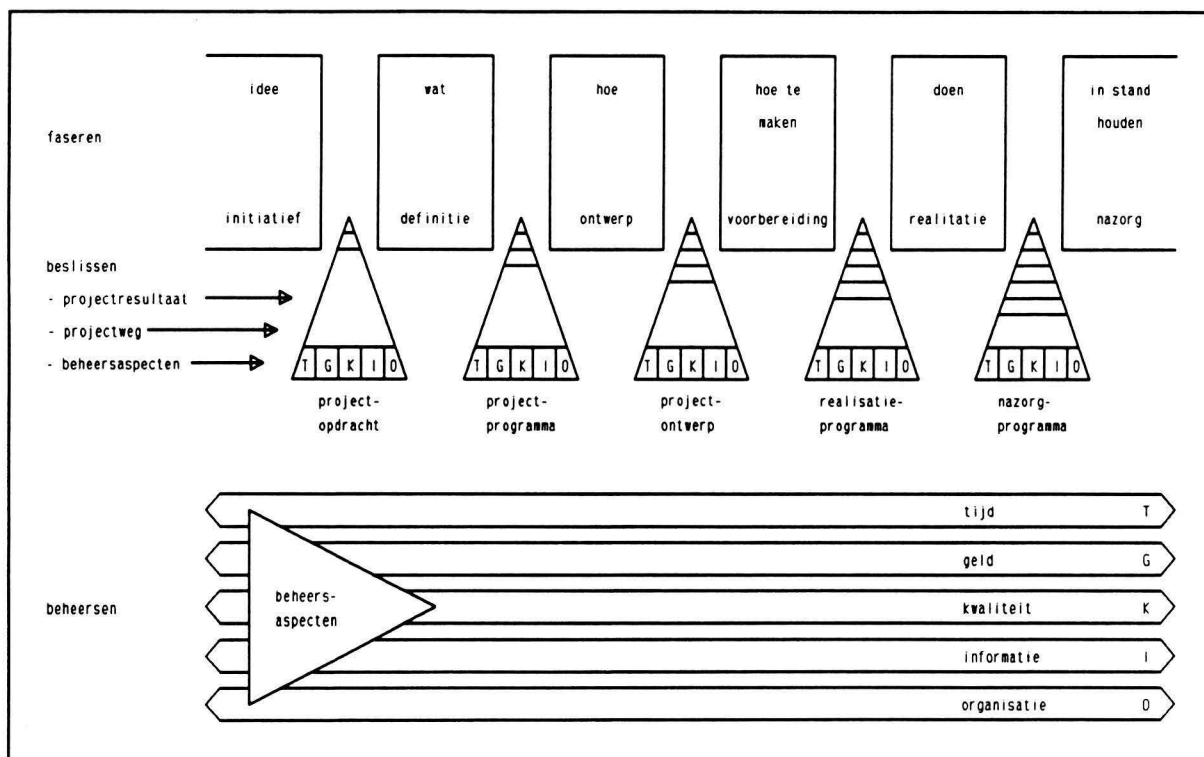 idee
wat
hoe
hoe te
maken
doen
in stand
houden
faseren
initiatief
definitie
ontwerp
voorbereiding
realitatie
nazorg
beslissen
- projectresultaat
- projectweg
- beheersaspecten
T G K I O
T G K I O
T G K I O
T G K I O
T G K I O
project-
opdracht
project-
programma
project-
ontwerp
realisatie-
programma
nazorg-
programma
beheersen
beheers-
aspecten
tijd T
geld G
kwaliteit K
informatie I
organisatie O